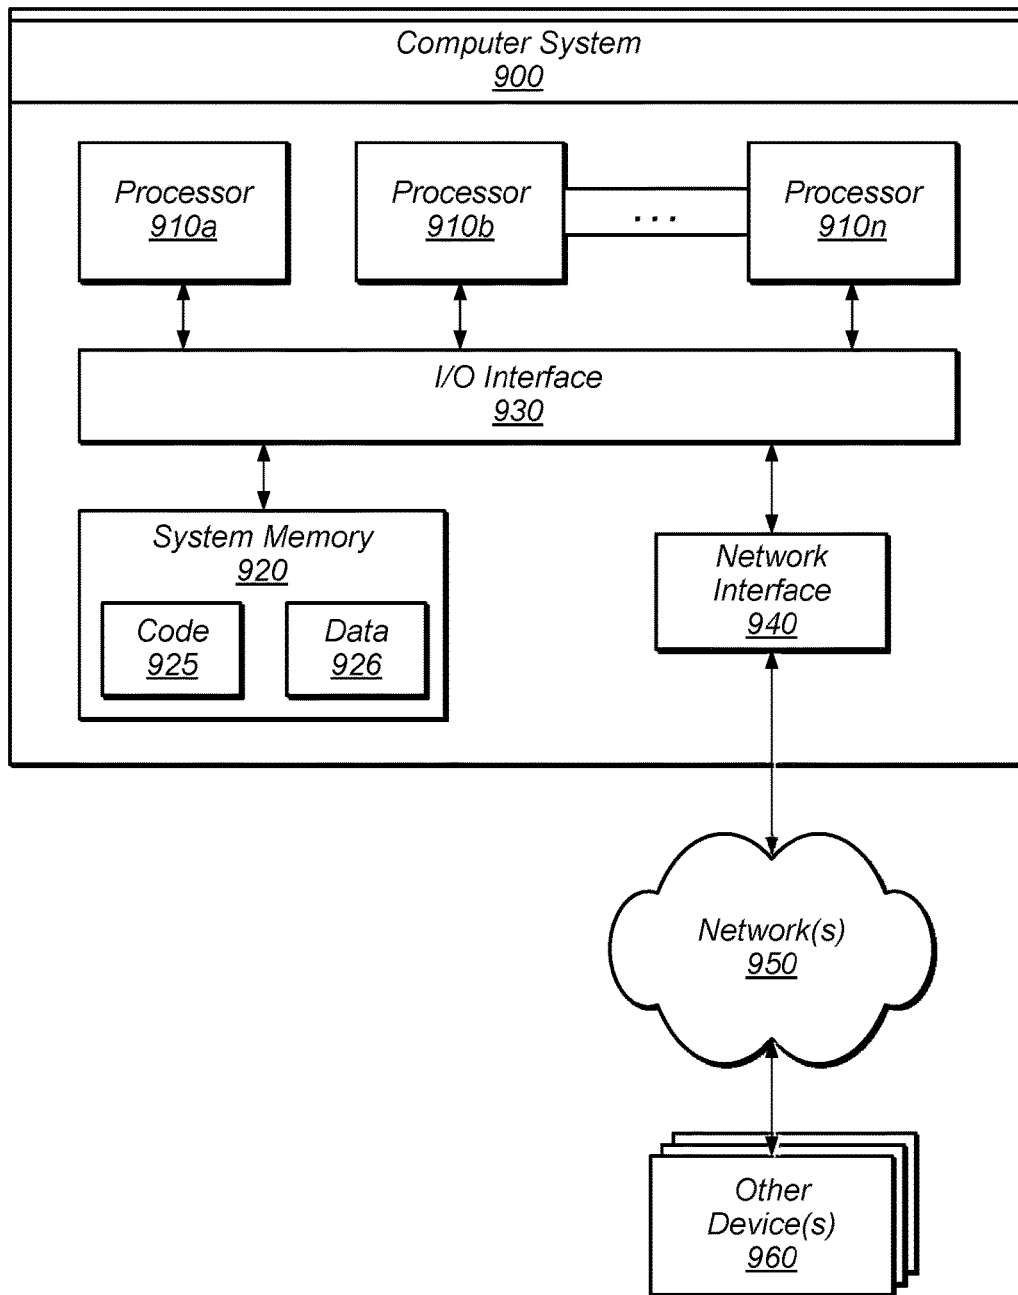 Computer System
900
Processor
910a
Processor
910b
...
Processor
910n
I/O Interface
930
System Memory
920
Code
925
Data
926
Network
Interface
940
Network(s)
950
Other
Device(s)
960